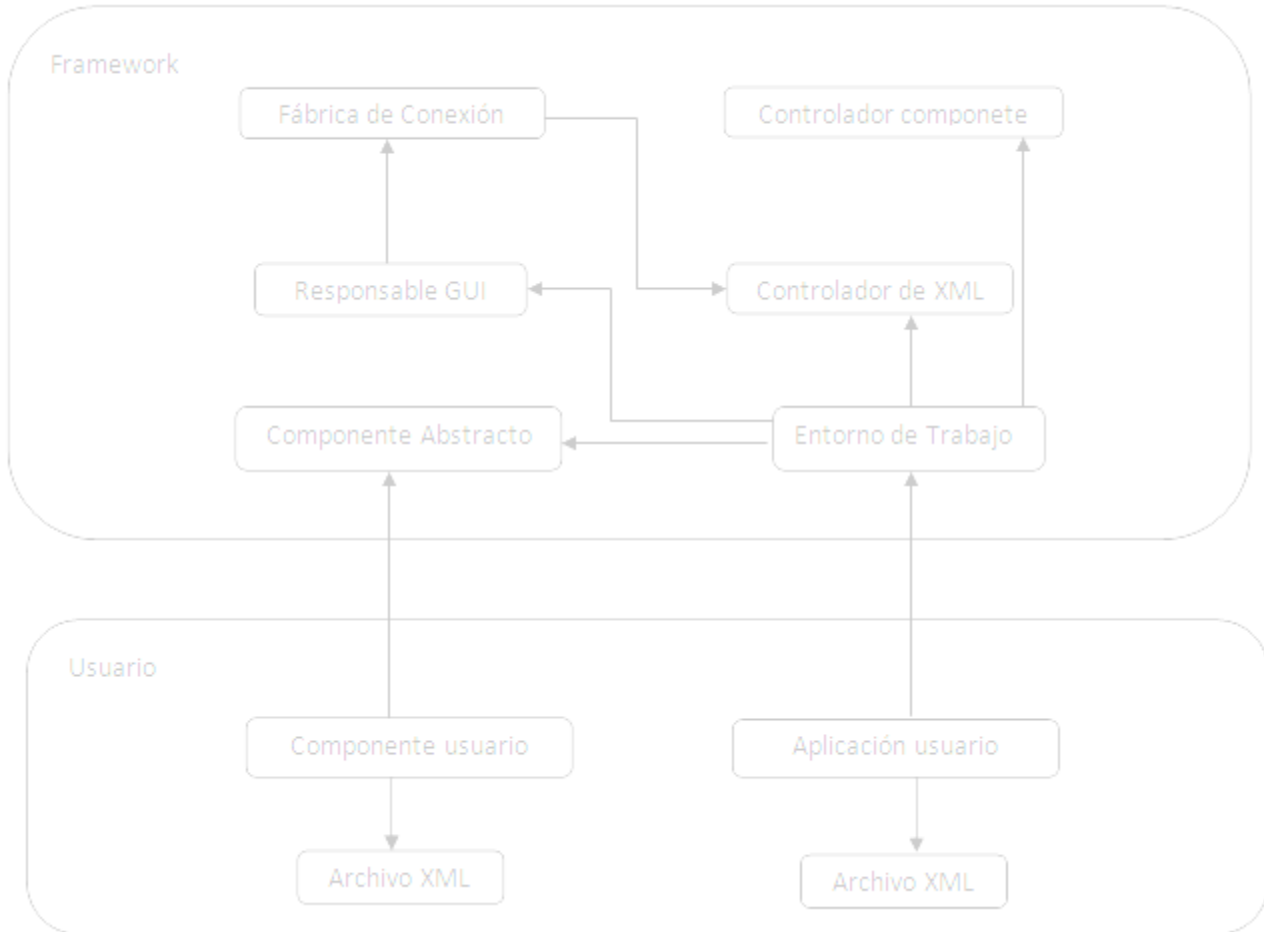 Framework
Fábrica de Conexión
Controlador componete
Responsable GUI
Controlador de XML
Componente Abstracto
Entorno de Trabajo
Usuario
Componente usuario
Aplicación usuario
Archivo XML
Archivo XML